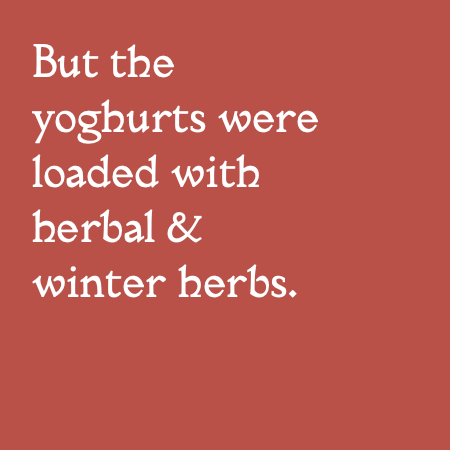 But the
yoghurts were
loaded with
herbal &
winter herbs.